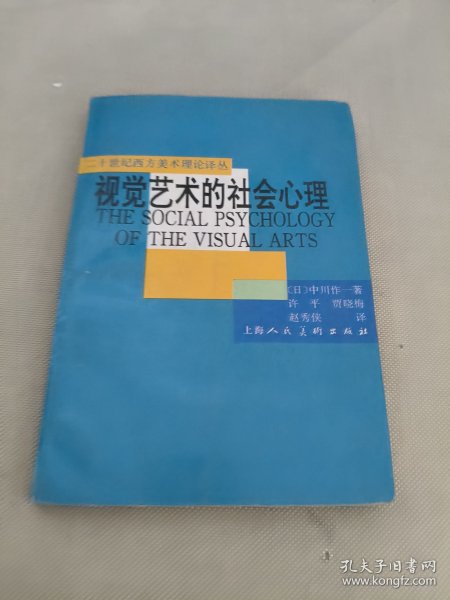 二十世纪西方美术理论译丛
视觉艺术的社会心理
THE SOCIAL PSYCHOLOGY
OF THE VISUAL ARTS
〔日〕中川作一著
许平 贾晓梅
赵秀侠 译
上海人民美術出版社
孔夫子旧书网
www.kongfz.com